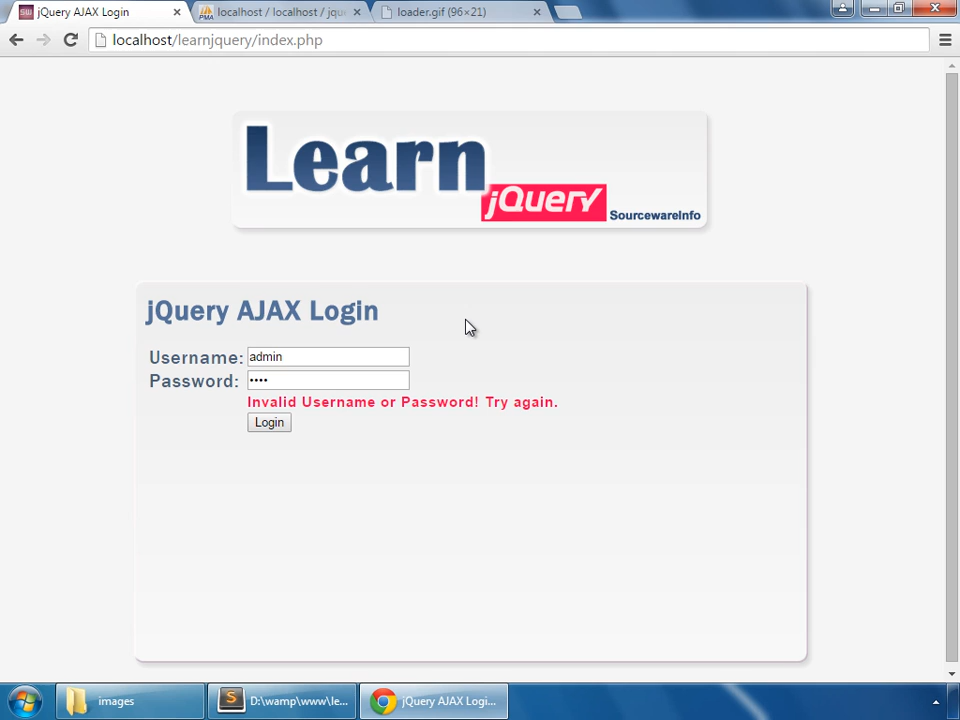 jQuery AJAX Login
localhost / localhost / jqu
loader.gif (96×21)
localhost/learnjquery/index.php
Learn
jQuery
SourcewareInfo
jQuery AJAX Login
Username: admin
Password: ••••
Invalid Username or Password! Try again.
Login
images
D:\wamp\www\le...
jQuery AJAX Logi...